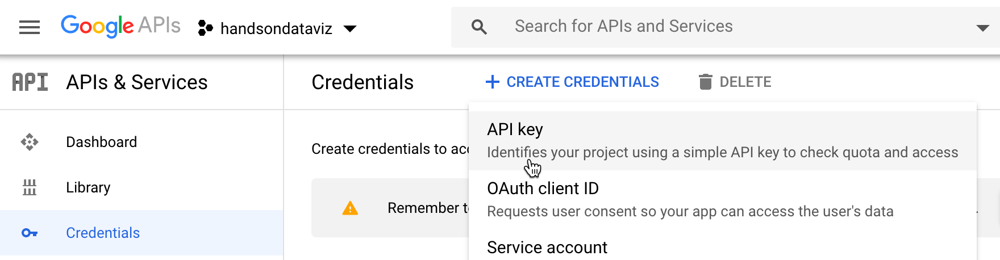 Google APIs handsondataviz Search for APIs and Services
API APIs & Services Credentials + CREATE CREDENTIALS DELETE
Dashboard
Library
Credentials
Create credentials to acc
Remember t
API key
Identifies your project using a simple API key to check quota and access
OAuth client ID
Requests user consent so your app can access the user's data
Service account